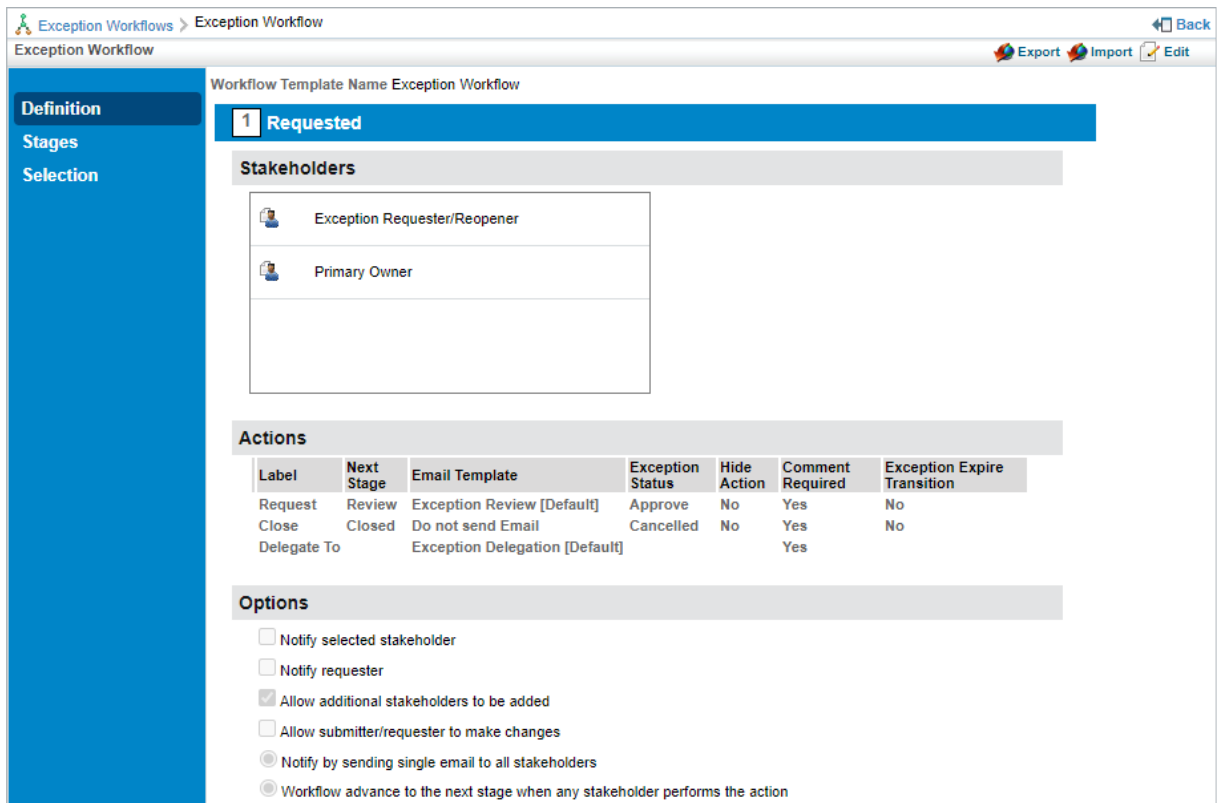 Exception Workflows > Exception Workflow
Back
Exception Workflow
Export Import Edit
Definition
Stages
Selection
Workflow Template Name Exception Workflow
1 Requested
Stakeholders
Exception Requester/Reopener
Primary Owner
Actions
Label Next Stage Email Template Exception Status Hide Action Comment Required Exception Expire Transition
Request Review Exception Review [Default] Approve No Yes No
Close Closed Do not send Email Cancelled No Yes No
Delegate To Exception Delegation [Default] Yes
Options
Notify selected stakeholder
Notify requester
Allow additional stakeholders to be added
Allow submitter/requester to make changes
Notify by sending single email to all stakeholders
Workflow advance to the next stage when any stakeholder performs the action